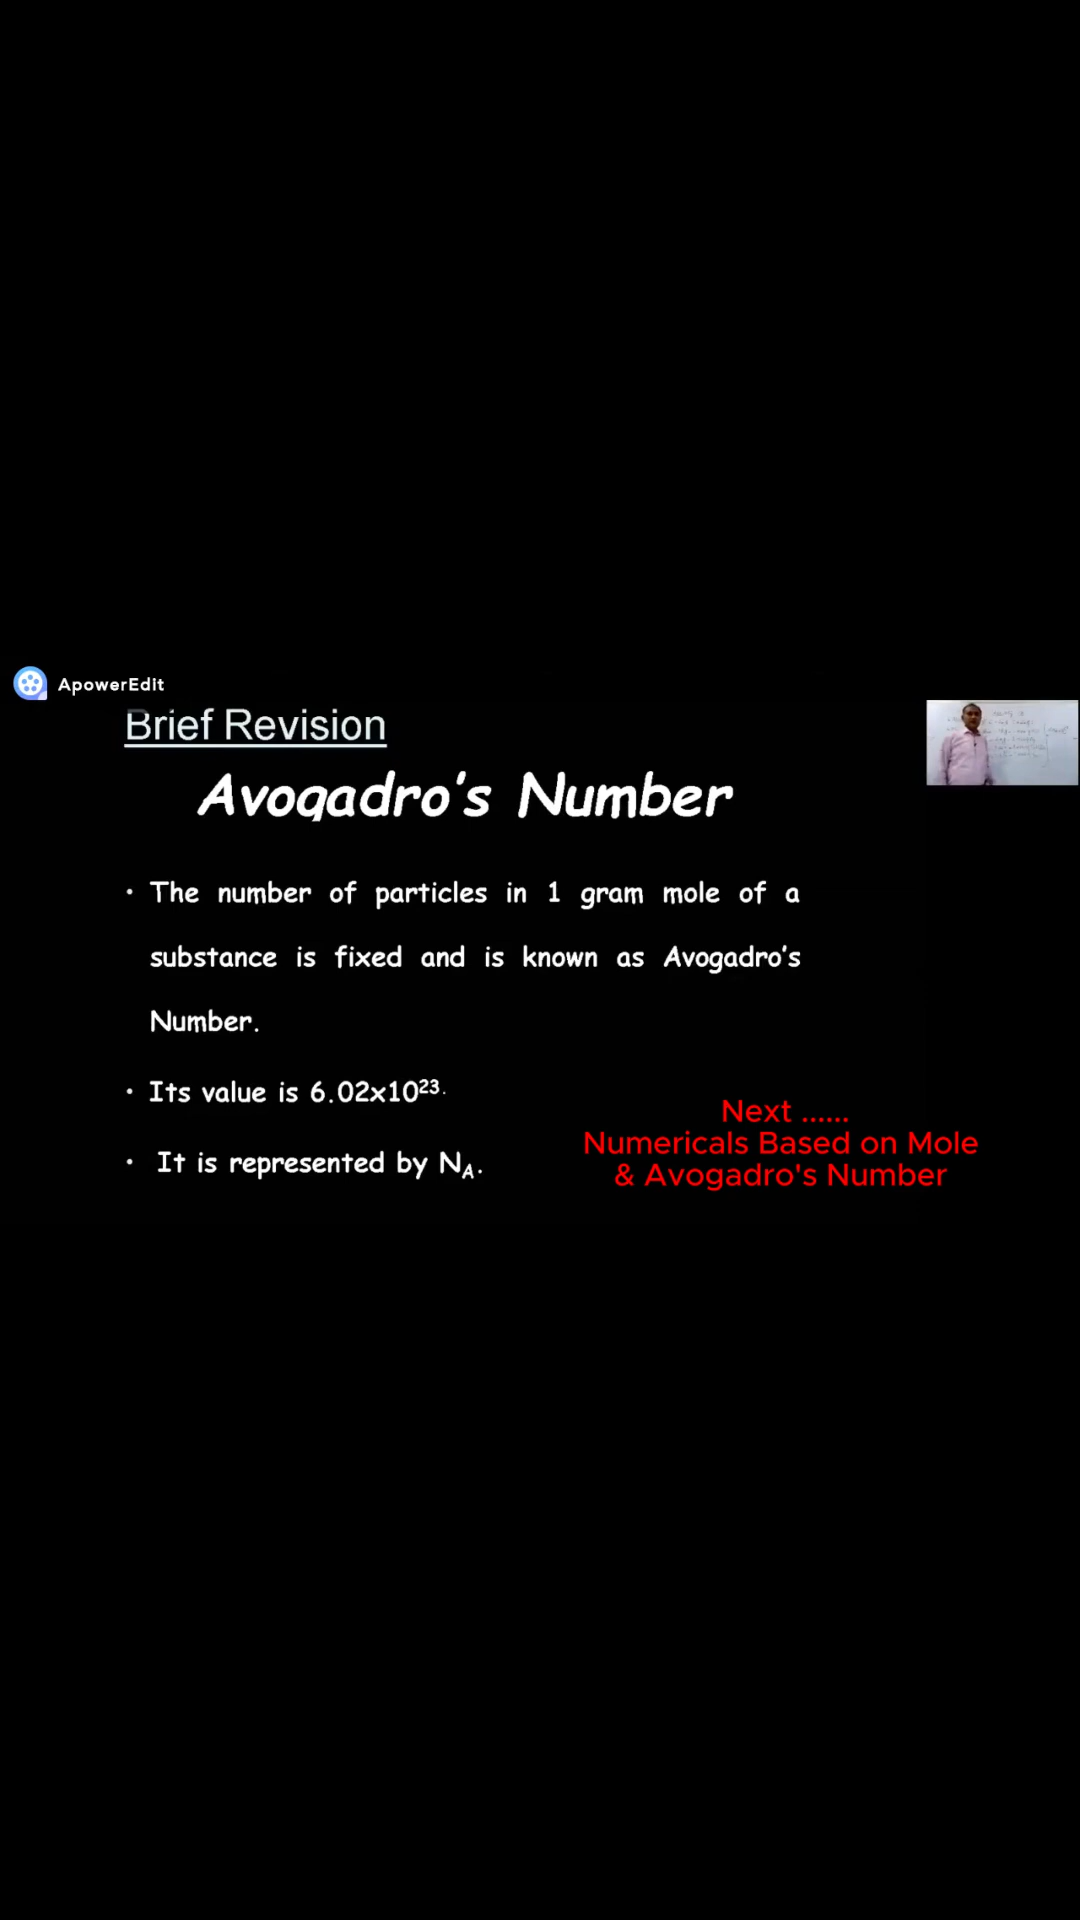 ApowerEdit
Brief Revision
Avogadro's Number
• The number of particles in 1 gram mole of a
substance is fixed and is known as Avogadro's
Number.
• Its value is 6.02x10²³.
• It is represented by Nₐ.
Next ......
Numericals Based on Mole
& Avogadro's Number